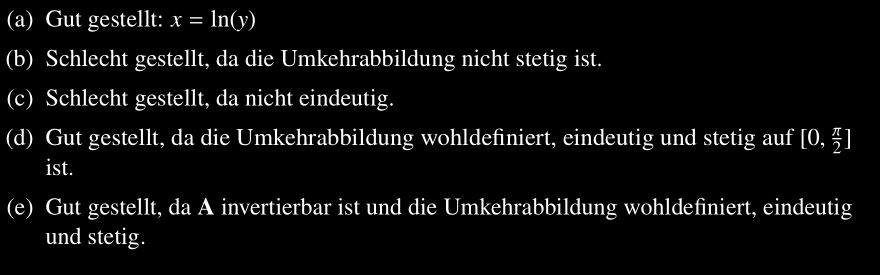 (a) Gut gestellt: x = ln(y)
(b) Schlecht gestellt, da die Umkehrabbildung nicht stetig ist.
(c) Schlecht gestellt, da nicht eindeutig.
(d) Gut gestellt, da die Umkehrabbildung wohldefiniert, eindeutig und stetig auf [0, π/2]
ist.
(e) Gut gestellt, da A invertierbar ist und die Umkehrabbildung wohldefiniert, eindeutig
und stetig.